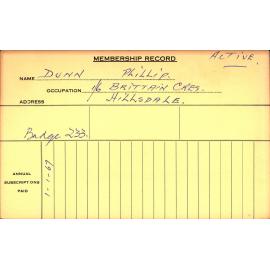 ACTIVE.
MEMBERSHIP RECORD
NAME DUNN Phillip.
OCCUPATION 16 BRITTAIN CRES.
ADDRESS HILLSDALE.
Badge 233.
ANNUAL SUBSCRIPTIONS PAID 1-1-69